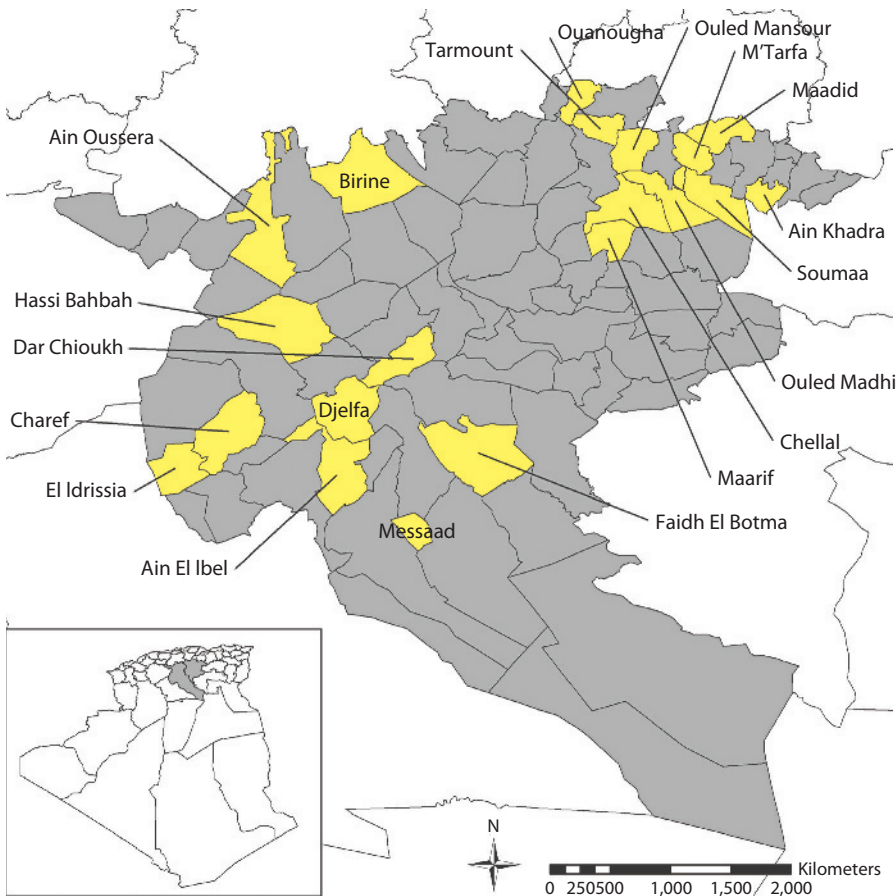 Ouanougha
Ouled Mansour
Tarmount
M'Tarfa
Maadid
Ain Oussera
Birine
Ain Khadra
Soumaa
Hassi Bahbah
Dar Chioukh
Ouled Madhi
Djelfa
Charef
Chellal
Maarif
El Idrissia
Faidh El Botma
Messaad
Ain El Ibel
N
Kilometers
0 250500 1,000 1,500 2,000